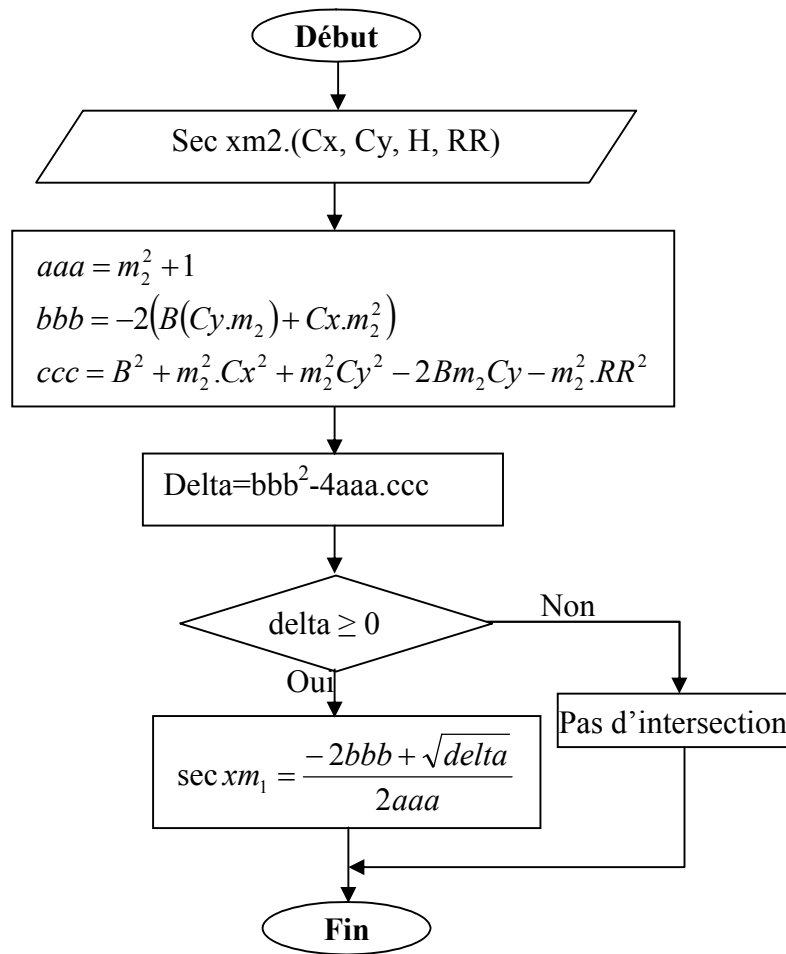 Début
Sec xm2.(Cx, Cy, H, RR)
aaa = m₂² + 1
bbb = −2(B(Cy.m₂) + Cx.m₂²)
ccc = B² + m₂².Cx² + m₂²Cy² − 2Bm₂Cy − m₂².RR²
Delta=bbb²-4aaa.ccc
delta ≥ 0
Non
Oui
Pas d’intersection
sec xm₁ = (−2bbb + √delta) / 2aaa
Fin